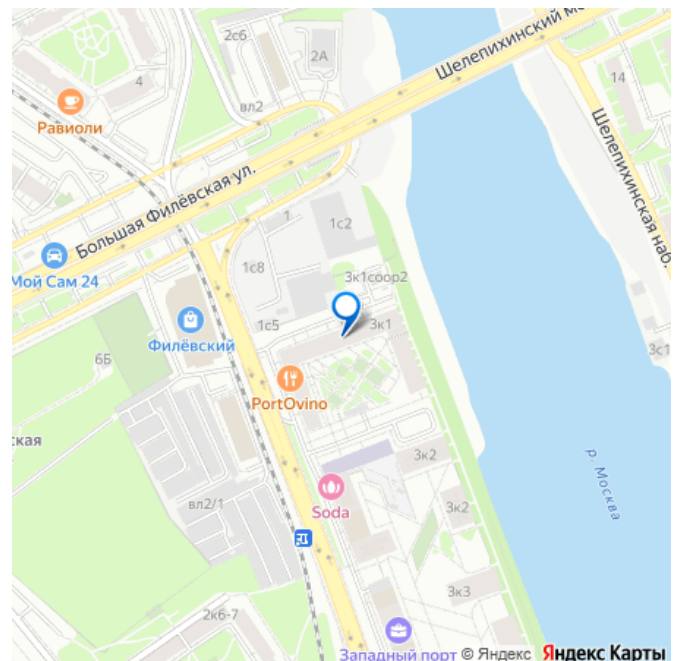 2с6
2А
Шелепихинский мо
4
вл2
14
Равиоли
Шелепихинская наб.
Большая Филёвская ул.
1
1с2
Мой Сам 24
1с8
3к1соор2
1с5
3к1
Филёвский
3с1
6Б
PortOvino
ская
3к2
р. Москва
Soda
вл2/1
3к2
3к3
2к6-7
Западный порт
© Яндекс Яндекс Карты